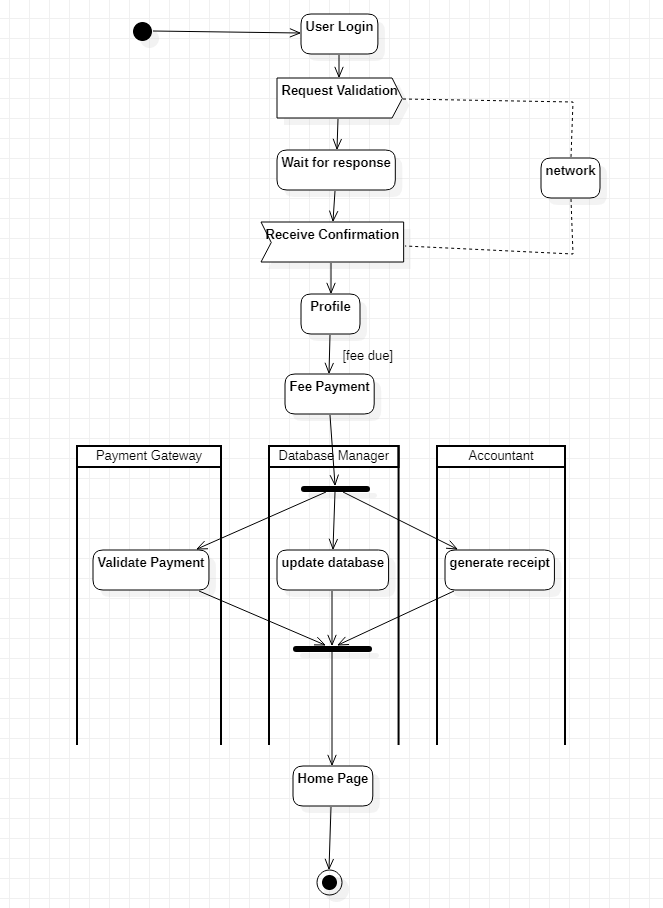 User Login
Request Validation
Wait for response
network
Receive Confirmation
Profile
[fee due]
Fee Payment
Payment Gateway
Database Manager
Accountant
Validate Payment
update database
generate receipt
Home Page